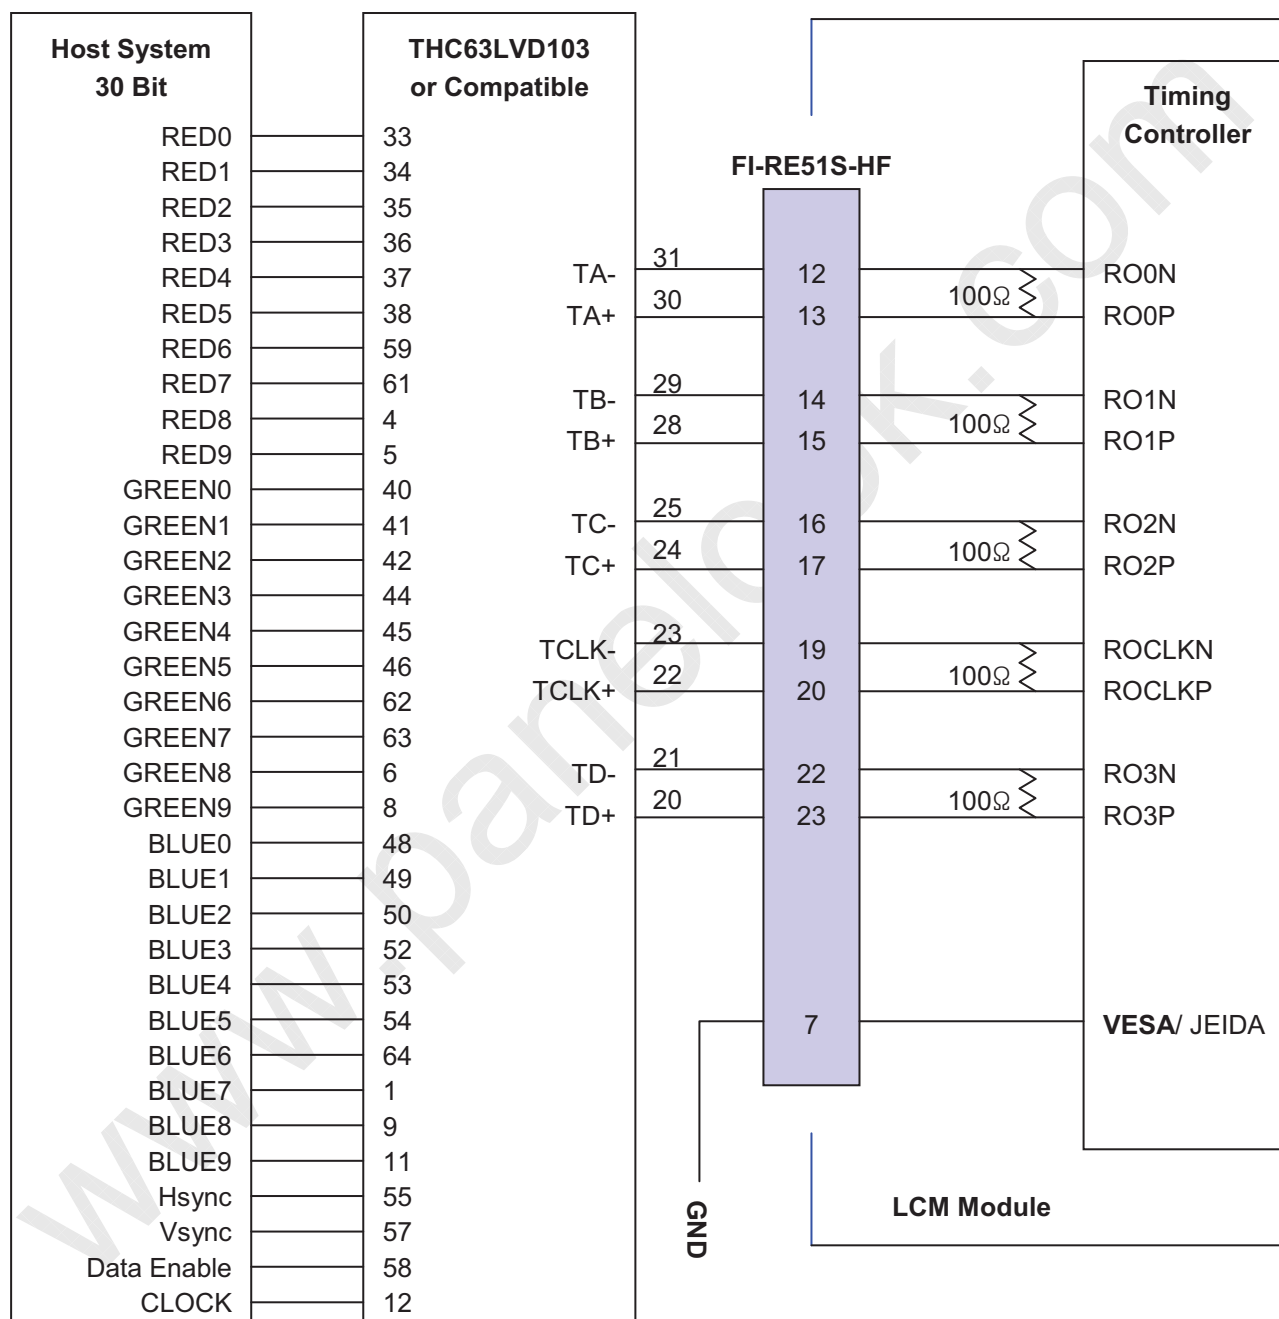 Host System
30 Bit
RED0
RED1
RED2
RED3
RED4
RED5
RED6
RED7
RED8
RED9
GREEN0
GREEN1
GREEN2
GREEN3
GREEN4
GREEN5
GREEN6
GREEN7
GREEN8
GREEN9
BLUE0
BLUE1
BLUE2
BLUE3
BLUE4
BLUE5
BLUE6
BLUE7
BLUE8
BLUE9
Hsync
Vsync
Data Enable
CLOCK
THC63LVD103
or Compatible
33
34
35
36
37
38
59
61
4
5
40
41
42
44
45
46
62
63
6
8
48
49
50
52
53
54
64
1
9
11
55
57
58
12
TA-
TA+
TB-
TB+
TC-
TC+
TCLK-
TCLK+
TD-
TD+
31
30
29
28
25
24
23
22
21
20
FI-RE51S-HF
12
13
14
15
16
17
19
20
22
23
7
100Ω
100Ω
100Ω
100Ω
100Ω
Timing
Controller
RO0N
RO0P
RO1N
RO1P
RO2N
RO2P
ROCLKN
ROCLKP
RO3N
RO3P
VESA/ JEIDA
GND
LCM Module
www.panelook.com